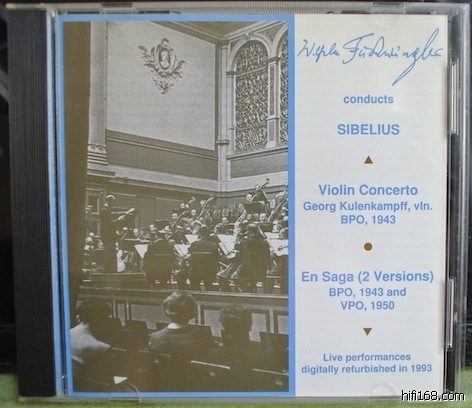 Wilhelm Furtwängler
conducts
SIBELIUS
Violin Concerto
Georg Kulenkampff, vln.
BPO, 1943
En Saga (2 Versions)
BPO, 1943 and
VPO, 1950
Live performances
digitally refurbished in 1993
hifi168.com